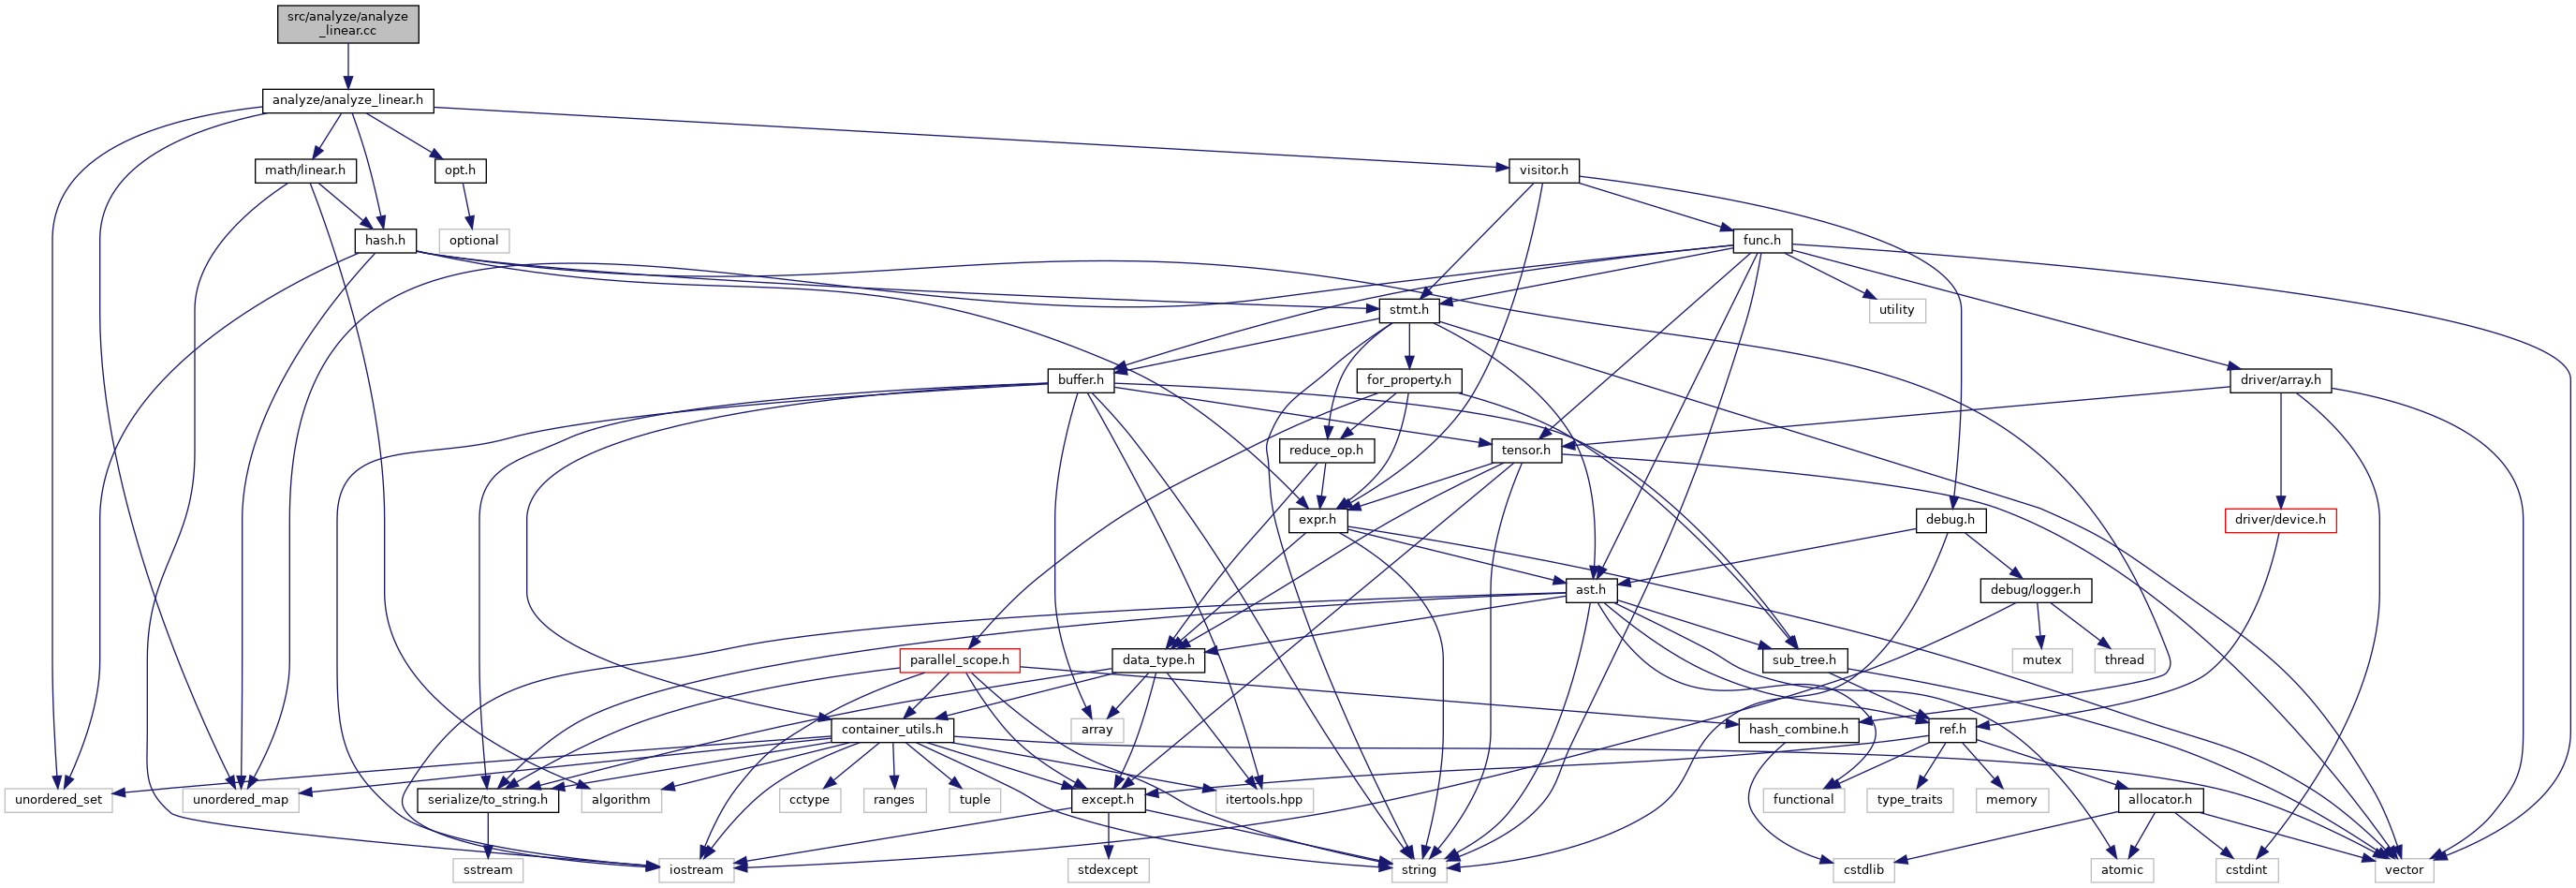 src/analyze/analyze
_linear.cc
analyze/analyze_linear.h
math/linear.h
opt.h
visitor.h
hash.h
optional
func.h
stmt.h
utility
buffer.h
for_property.h
driver/array.h
reduce_op.h
tensor.h
expr.h
debug.h
driver/device.h
ast.h
debug/logger.h
parallel_scope.h
data_type.h
sub_tree.h
mutex
thread
container_utils.h
array
hash_combine.h
ref.h
unordered_set
unordered_map
serialize/to_string.h
algorithm
cctype
ranges
tuple
except.h
itertools.hpp
functional
type_traits
memory
allocator.h
sstream
iostream
stdexcept
string
cstdlib
atomic
cstdint
vector